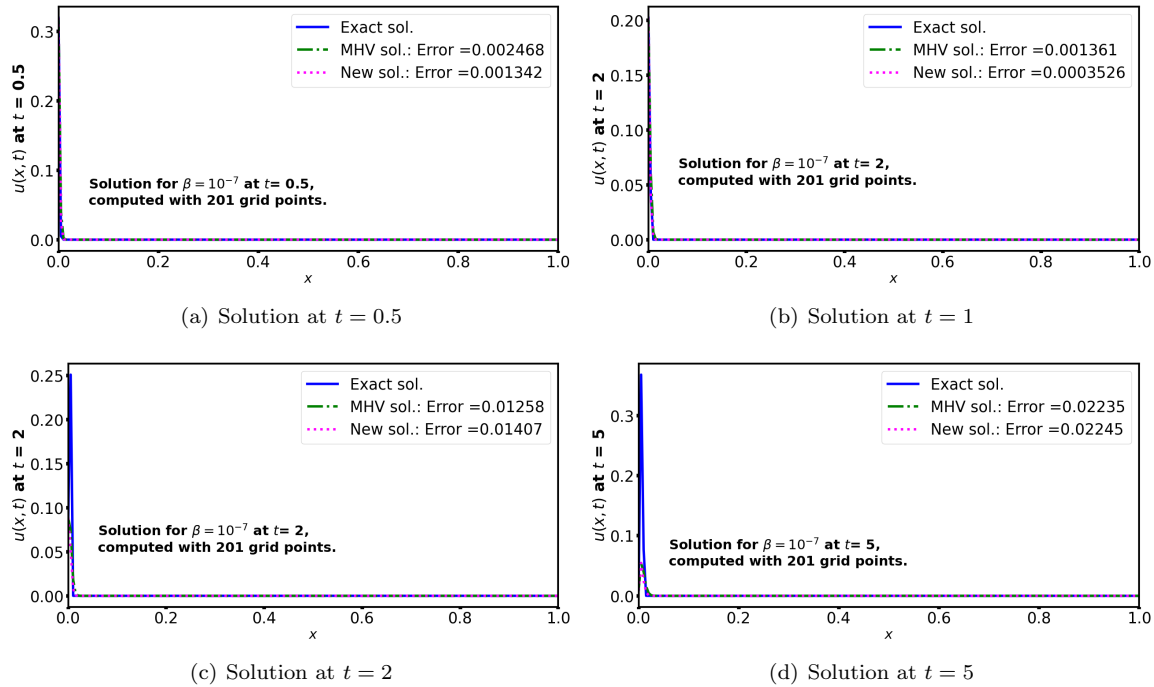 Exact sol.
MHV sol.: Error =0.002468
New sol.: Error =0.001342
u(x, t) at t = 0.5
0.3
0.2
0.1
0.0
Solution for β = 10⁻⁷ at t= 0.5,
computed with 201 grid points.
0.0 0.2 0.4 0.6 0.8 1.0
x
(a) Solution at t = 0.5
Exact sol.
MHV sol.: Error =0.001361
New sol.: Error =0.0003526
u(x, t) at t = 2
0.20
0.15
0.10
0.05
0.00
Solution for β = 10⁻⁷ at t= 2,
computed with 201 grid points.
0.0 0.2 0.4 0.6 0.8 1.0
x
(b) Solution at t = 1
Exact sol.
MHV sol.: Error =0.01258
New sol.: Error =0.01407
u(x, t) at t = 2
0.25
0.20
0.15
0.10
0.05
0.00
Solution for β = 10⁻⁷ at t= 2,
computed with 201 grid points.
0.0 0.2 0.4 0.6 0.8 1.0
x
(c) Solution at t = 2
Exact sol.
MHV sol.: Error =0.02235
New sol.: Error =0.02245
u(x, t) at t = 5
0.3
0.2
0.1
0.0
Solution for β = 10⁻⁷ at t= 5,
computed with 201 grid points.
0.0 0.2 0.4 0.6 0.8 1.0
x
(d) Solution at t = 5